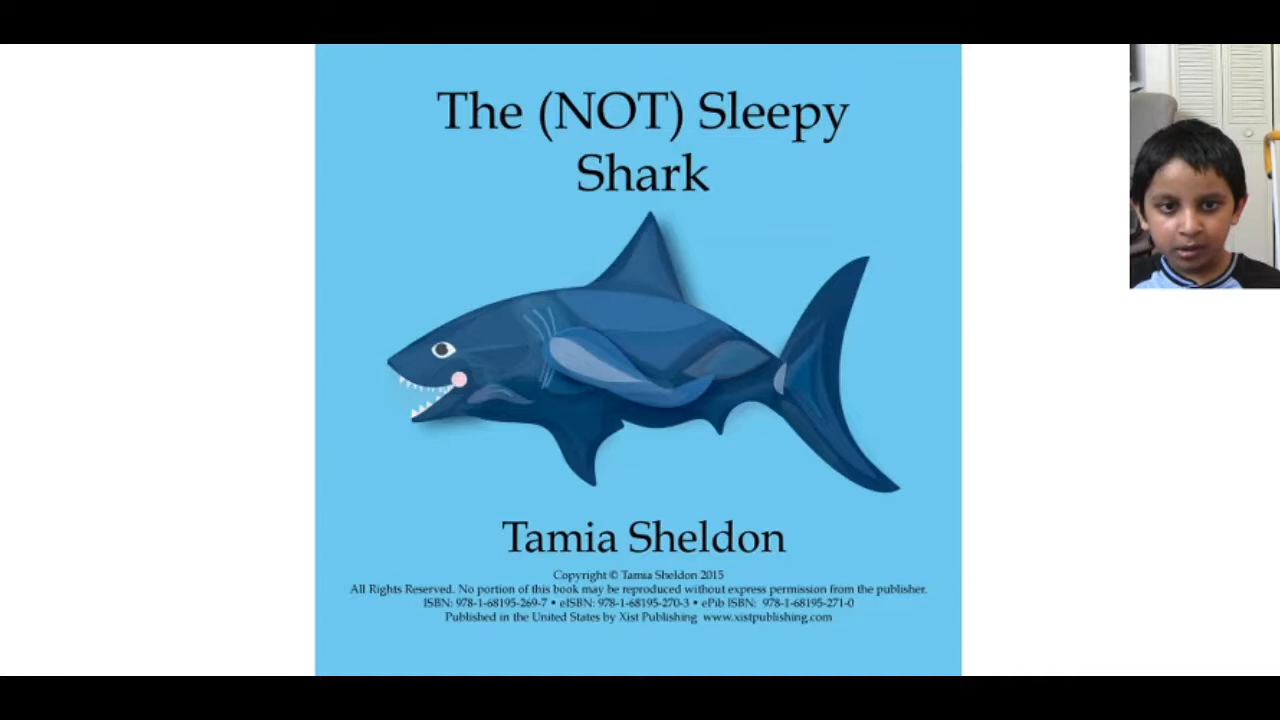 The (NOT) Sleepy
Shark
Tamia Sheldon
Copyright © Tamia Sheldon 2015
All Rights Reserved. No portion of this book may be reproduced without express permission from the publisher.
ISBN: 978-1-68195-269-7 • eISBN: 978-1-68195-270-3 • ePib ISBN: 978-1-68195-271-0
Published in the United States by Xist Publishing www.xistpublishing.com